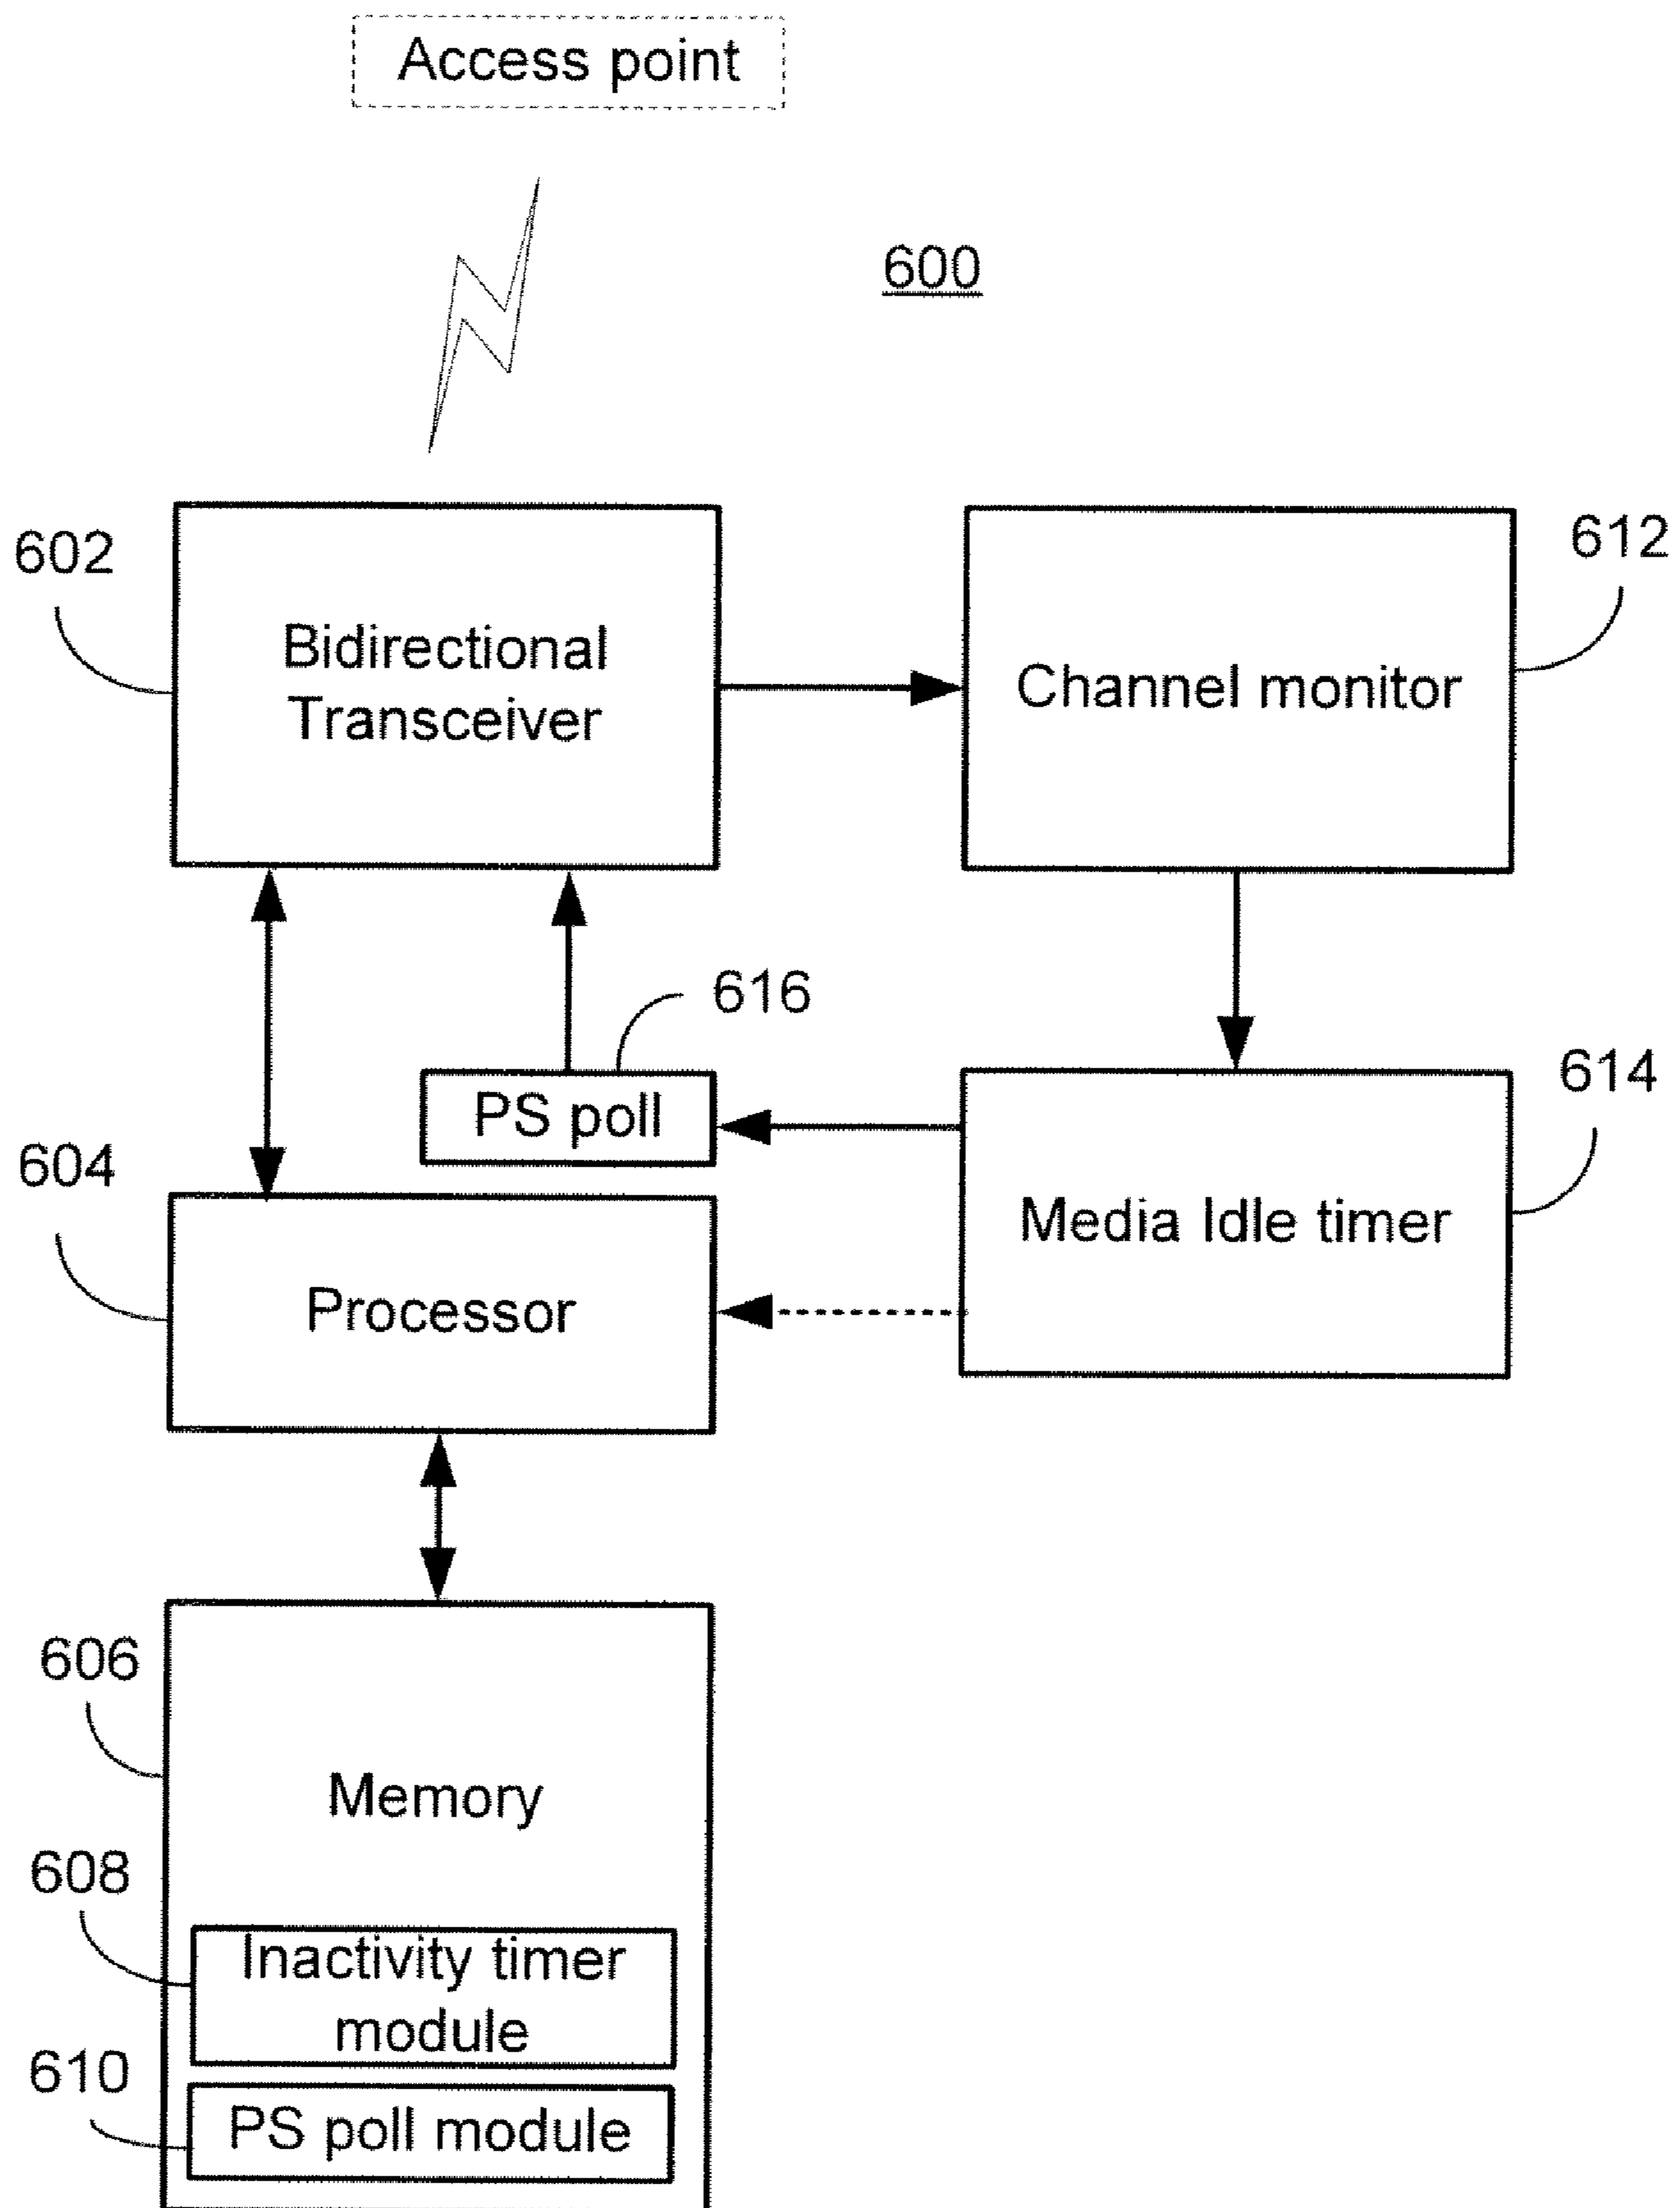 Access point
600
602
Bidirectional
Transceiver
Channel monitor
612
616
PS poll
614
604
Media Idle timer
Processor
606
Memory
608
Inactivity timer
module
610
PS poll module